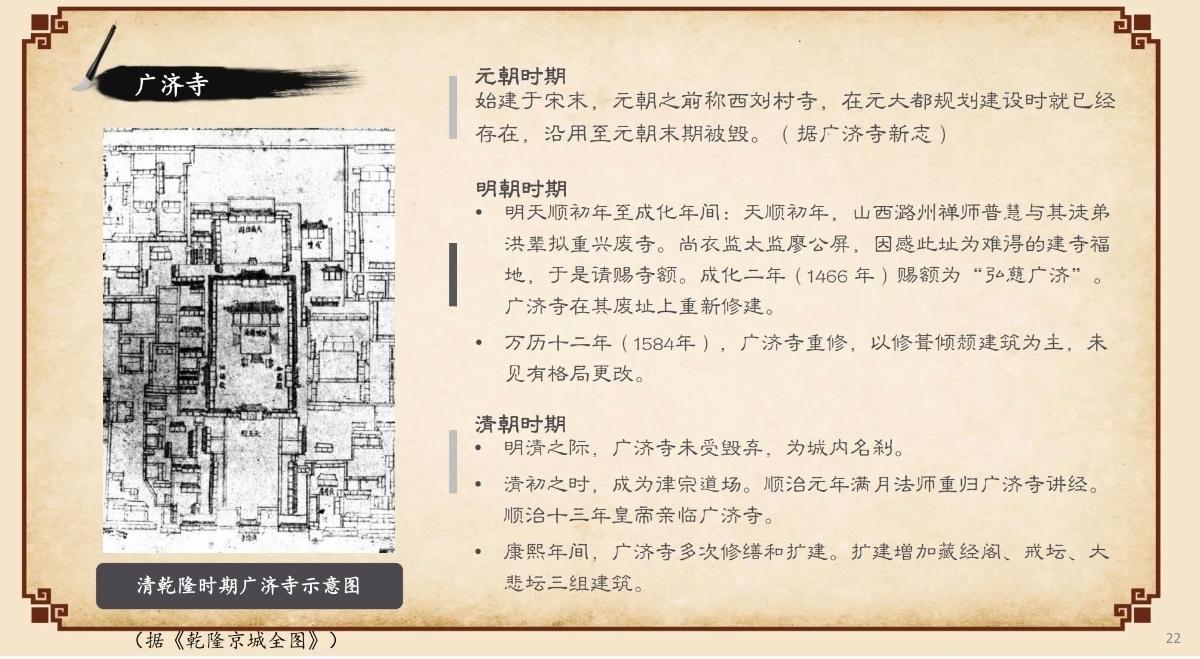 广济寺
元朝时期
始建于宋末，元朝之前称西刘村寺，在元大都规划建设时就已经
存在，沿用至元朝末期被毁。（据广济寺新志）
明朝时期
• 明天顺初年至成化年间：天顺初年，山西潞州禅师普慧与其徒弟
洪羣拟重兴废寺。尚衣监太监廖公屏，因感此址为难得的建寺福
地，于是请赐寺额。成化二年（1466 年）赐额为“弘慈广济”。
广济寺在其废址上重新修建。
• 万历十二年（1584年），广济寺重修，以修葺倾颓建筑为主，未
见有格局更改。
清朝时期
• 明清之际，广济寺未受毁弃，为城内名刹。
• 清初之时，成为律宗道场。顺治元年满月法师重归广济寺讲经。
顺治十三年皇帝亲临广济寺。
• 康熙年间，广济寺多次修缮和扩建。扩建增加藏经阁、戒坛、大
悲坛三组建筑。
清乾隆时期广济寺示意图
（据《乾隆京城全图》）
22